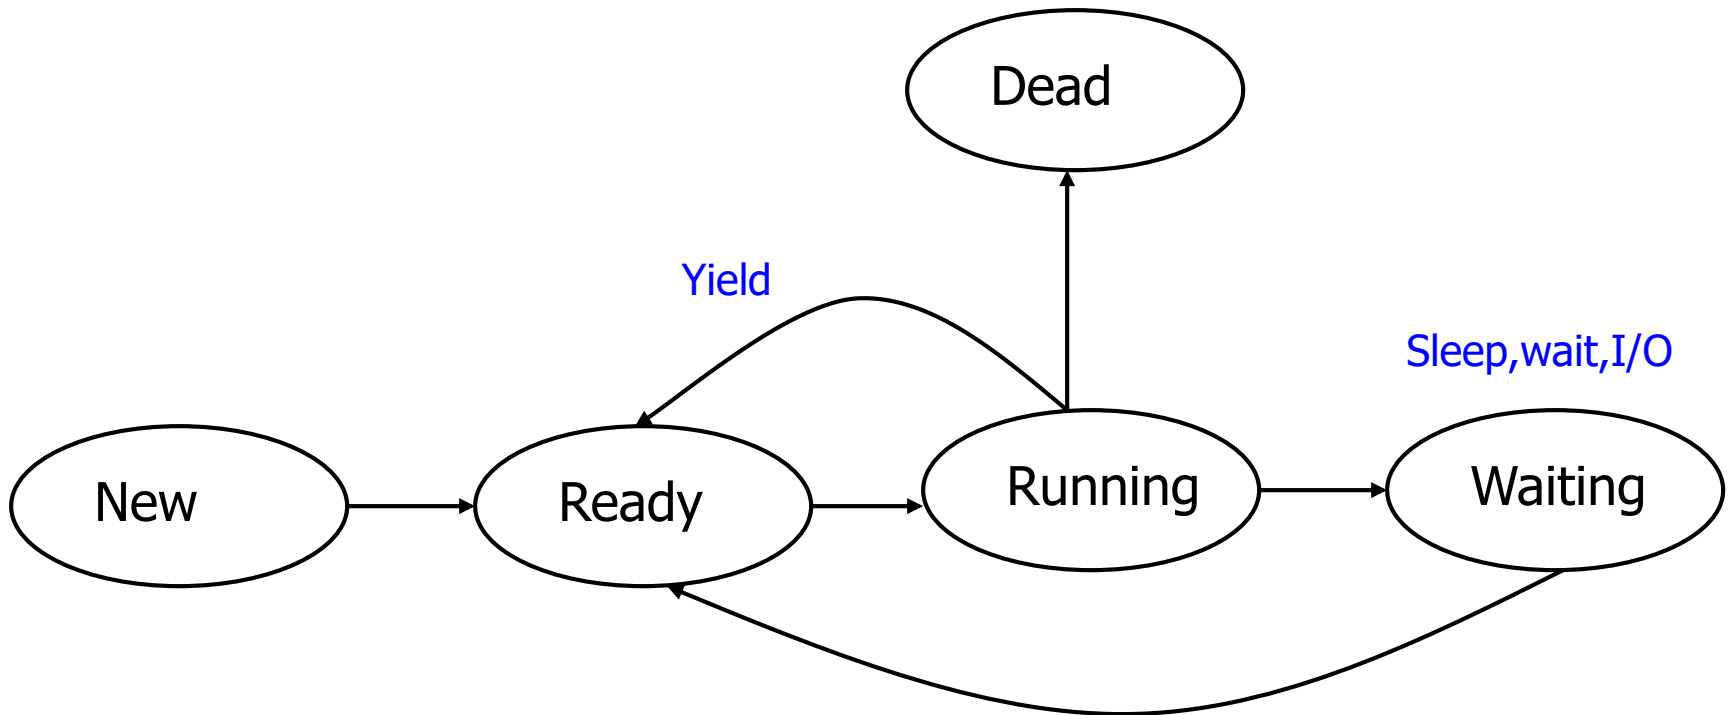 Dead
Yield
Sleep,wait,I/O
New
Ready
Running
Waiting